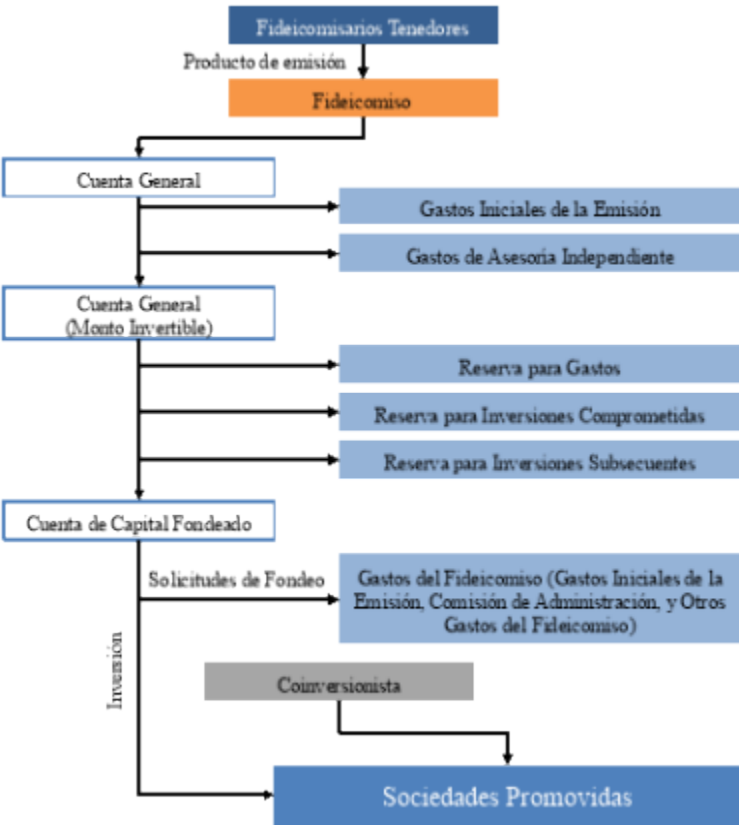 Fideicomisarios Tenedores
Producto de emisión
Fideicomiso
Cuenta General
Gastos Iniciales de la Emisión
Gastos de Asesoría Independiente
Cuenta General
(Monto Invertible)
Reserva para Gastos
Reserva para Inversiones Comprometidas
Reserva para Inversiones Subsecuentes
Cuenta de Capital Fondeado
Solicitudes de Fondeo
Gastos del Fideicomiso (Gastos Iniciales de la
Emisión, Comisión de Administración, y Otros
Gastos del Fideicomiso)
Inversión
Coinversionista
Sociedades Promovidas